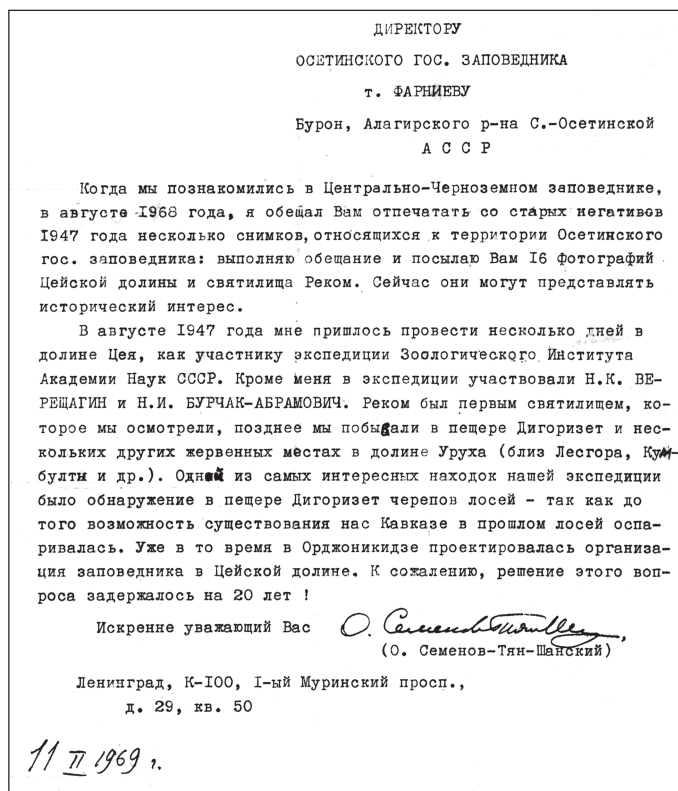 ДИРЕКТОРУ
ОСЕТИНСКОГО ГОС. ЗАПОВЕДНИКА
т. ФАРНИЕВУ
Бурон, Алагирского р-на С.-Осетинской
А С С Р
Когда мы познакомились в Центрально-Черноземном заповеднике,
в августе 1968 года, я обещал Вам отпечатать со старых негативов
1947 года несколько снимков, относящихся к территории Осетинского
гос. заповедника: выполняю обещание и посылаю Вам 16 фотографий
Цейской долины и святилища Реком. Сейчас они могут представлять
исторический интерес.
В августе 1947 года мне пришлось провести несколько дней в
долине Цея, как участнику экспедиции Зоологического Института
Академии Наук СССР. Кроме меня в экспедиции участвовали Н.К. ВЕ-
РЕЩАГИН и Н.И. БУРЧАК-АБРАМОВИЧ. Реком был первым святилищем, ко-
торое мы осмотрели, позднее мы побывали в пещере Дигоризет и нес-
кольких других жервенных местах в долине Уруха (близ Лесгора, Кум-
булты и др.). Одной из самых интересных находок нашей экспедиции
было обнаружение в пещере Дигоризет черепов лосей - так как до
того возможность существования нас Кавказе в прошлом лосей оспа-
ривалась. Уже в то время в Орджоникидзе проектировалась организа-
ция заповедника в Цейской долине. К сожалению, решение этого воп-
роса задержалось на 20 лет !
Искренне уважающий Вас О. Семенов-Тян-Шан
(О. Семенов-Тян-Шанский)
Ленинград, К-100, I-ый Муринский просп.,
д. 29, кв. 50
11 II 1969 г.